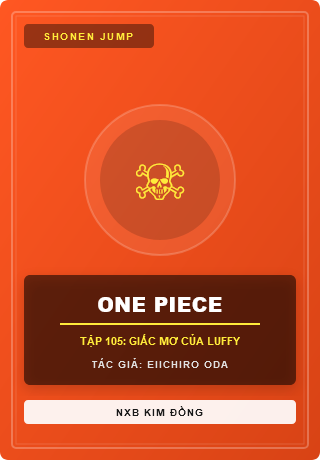 SHONEN JUMP
ONE PIECE
TẬP 105: GIẤC MƠ CỦA LUFFY
TÁC GIẢ: EIICHIRO ODA
NXB KIM ĐỒNG